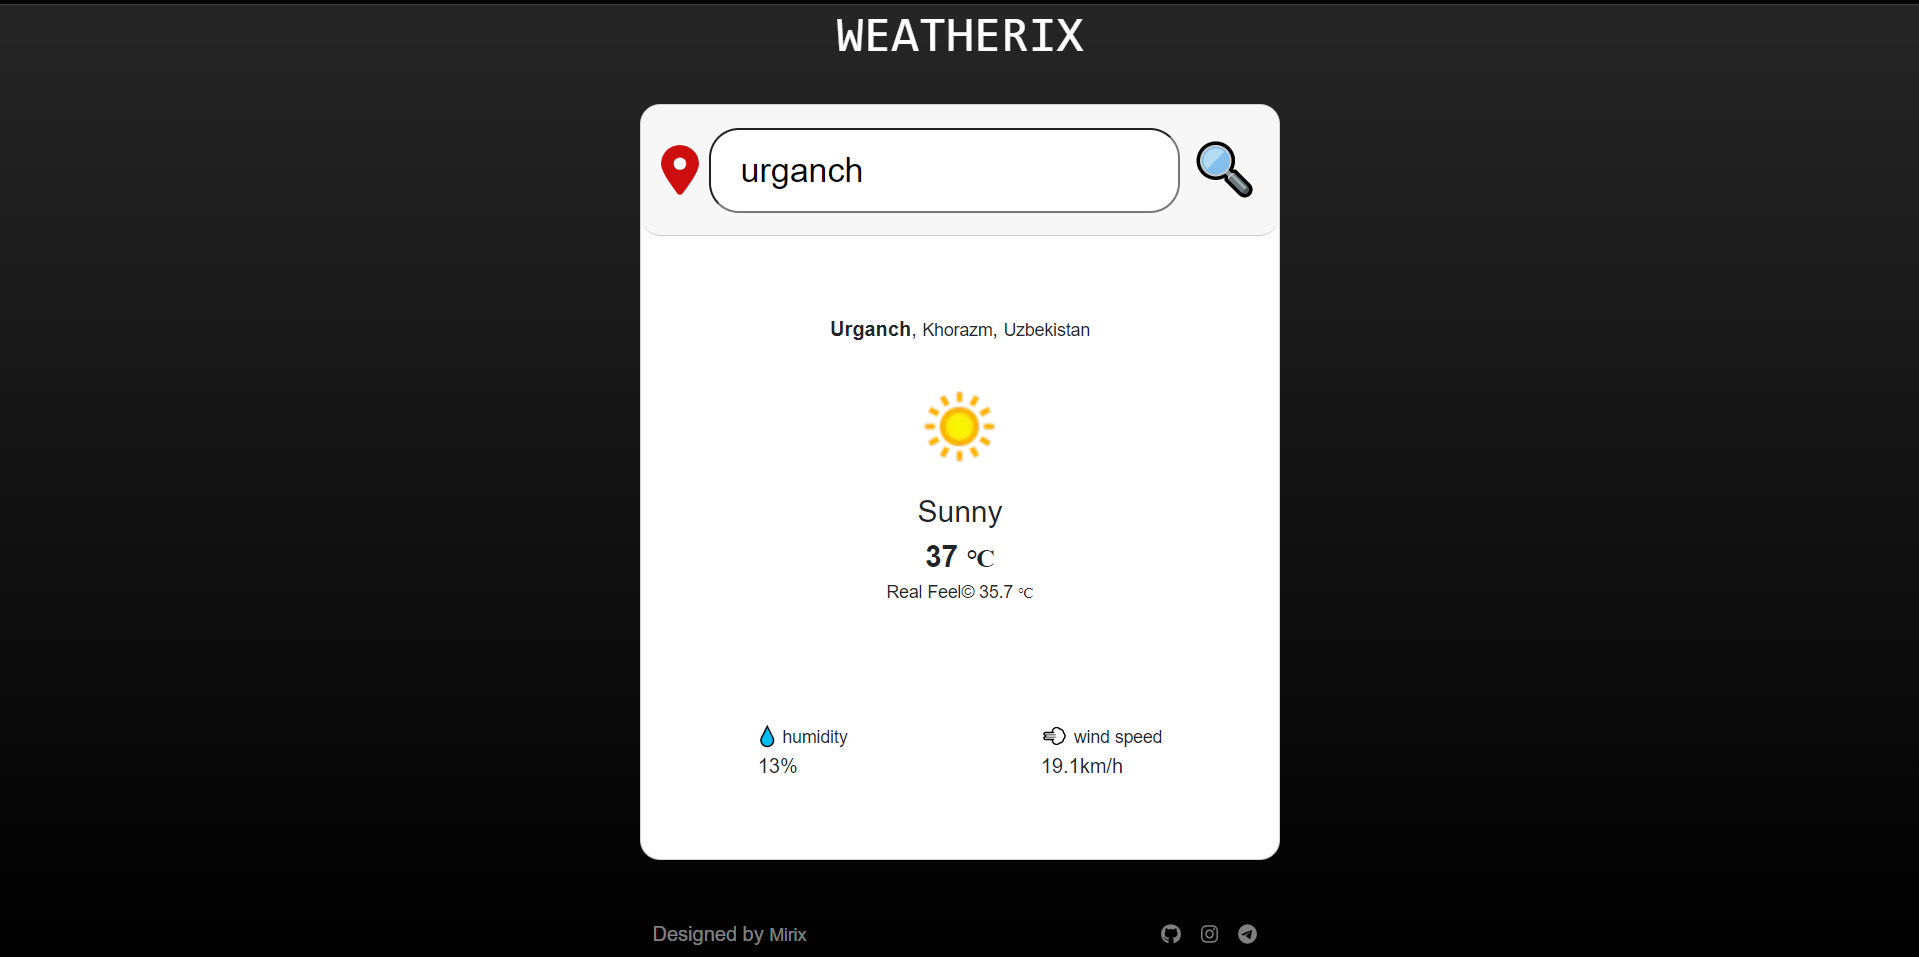 WEATHERIX
urganch
Urganch, Khorazm, Uzbekistan
Sunny
37 ℃
Real Feel© 35.7 ℃
humidity
13%
wind speed
19.1km/h
Designed by Mirix